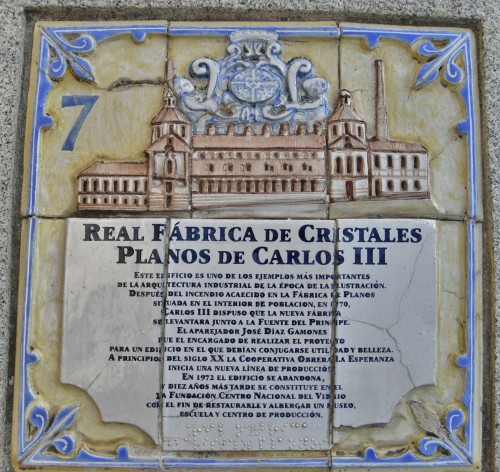 7
REAL FÁBRICA DE CRISTALES
PLANOS DE CARLOS III
ESTE EDIFICIO ES UNO DE LOS EJEMPLOS MÁS IMPORTANTES
DE LA ARQUITECTURA INDUSTRIAL DE LA ÉPOCA DE LA ILUSTRACIÓN.
DESPUÉS DEL INCENDIO ACAECIDO EN LA FÁBRICA DE PLANOS
SITUADA EN EL INTERIOR DE POBLACION, EN 1770,
CARLOS III DISPUSO QUE LA NUEVA FÁBRICA
SE LEVANTARA JUNTO A LA FUENTE DEL PRÍNCIPE.
EL APAREJADOR JOSÉ DÍAZ GAMONES
FUE EL ENCARGADO DE REALIZAR EL PROYECTO
PARA UN EDIFICIO EN EL QUE DEBÍAN CONJUGARSE UTILIDAD Y BELLEZA.
A PRINCIPIOS DEL SIGLO XX LA COOPERATIVA OBRERA LA ESPERANZA
INICIA UNA NUEVA LÍNEA DE PRODUCCIÓN
EN 1972 EL EDIFICIO SE ABANDONA,
Y DIEZ AÑOS MÁS TARDE SE CONSTITUYE EN EL
LA FUNDACIÓN CENTRO NACIONAL DEL VIDRIO
CON EL FIN DE RESTAURARLE Y ALBERGAR UN MUSEO,
ESCUELA Y CENTRO DE PRODUCCIÓN.